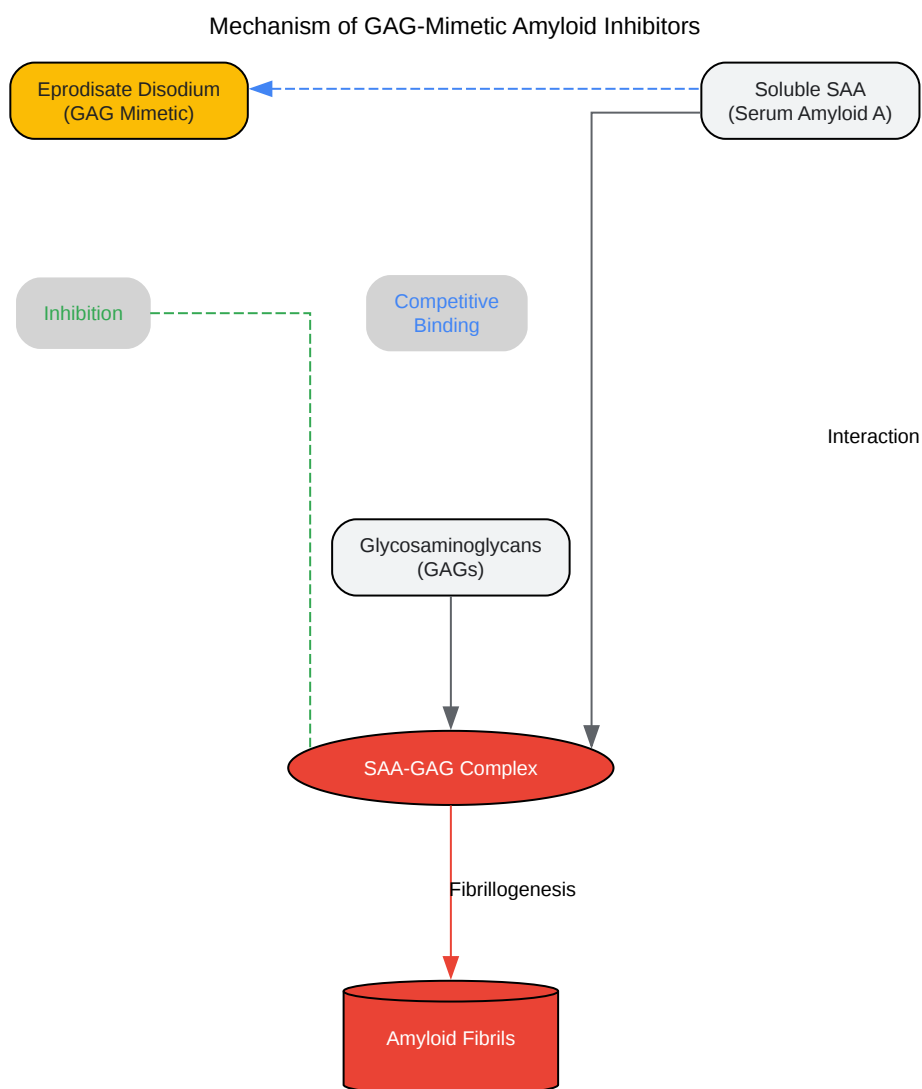 Mechanism of GAG-Mimetic Amyloid Inhibitors
Eprodisate Disodium
(GAG Mimetic)
Soluble SAA
(Serum Amyloid A)
Inhibition
Competitive
Binding
Interaction
Glycosaminoglycans
(GAGs)
SAA-GAG Complex
Fibrillogenesis
Amyloid Fibrils